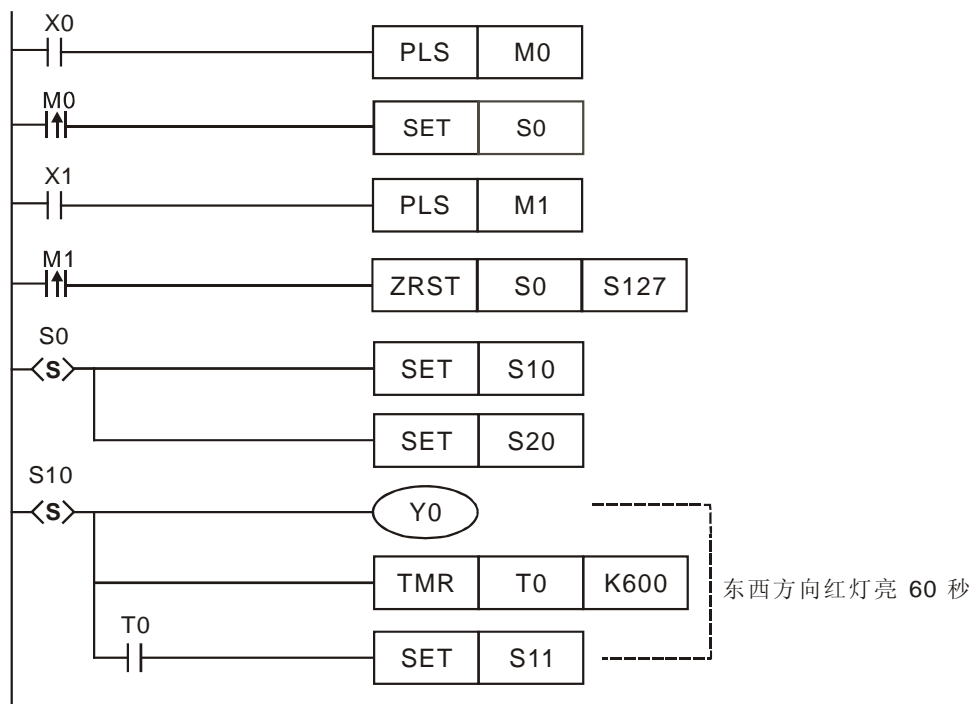 X0
PLS M0
M0
SET S0
X1
PLS M1
M1
ZRST S0 S127
S0
S
SET S10
SET S20
S10
S
Y0
TMR T0 K600
东西方向红灯亮 60 秒
T0
SET S11